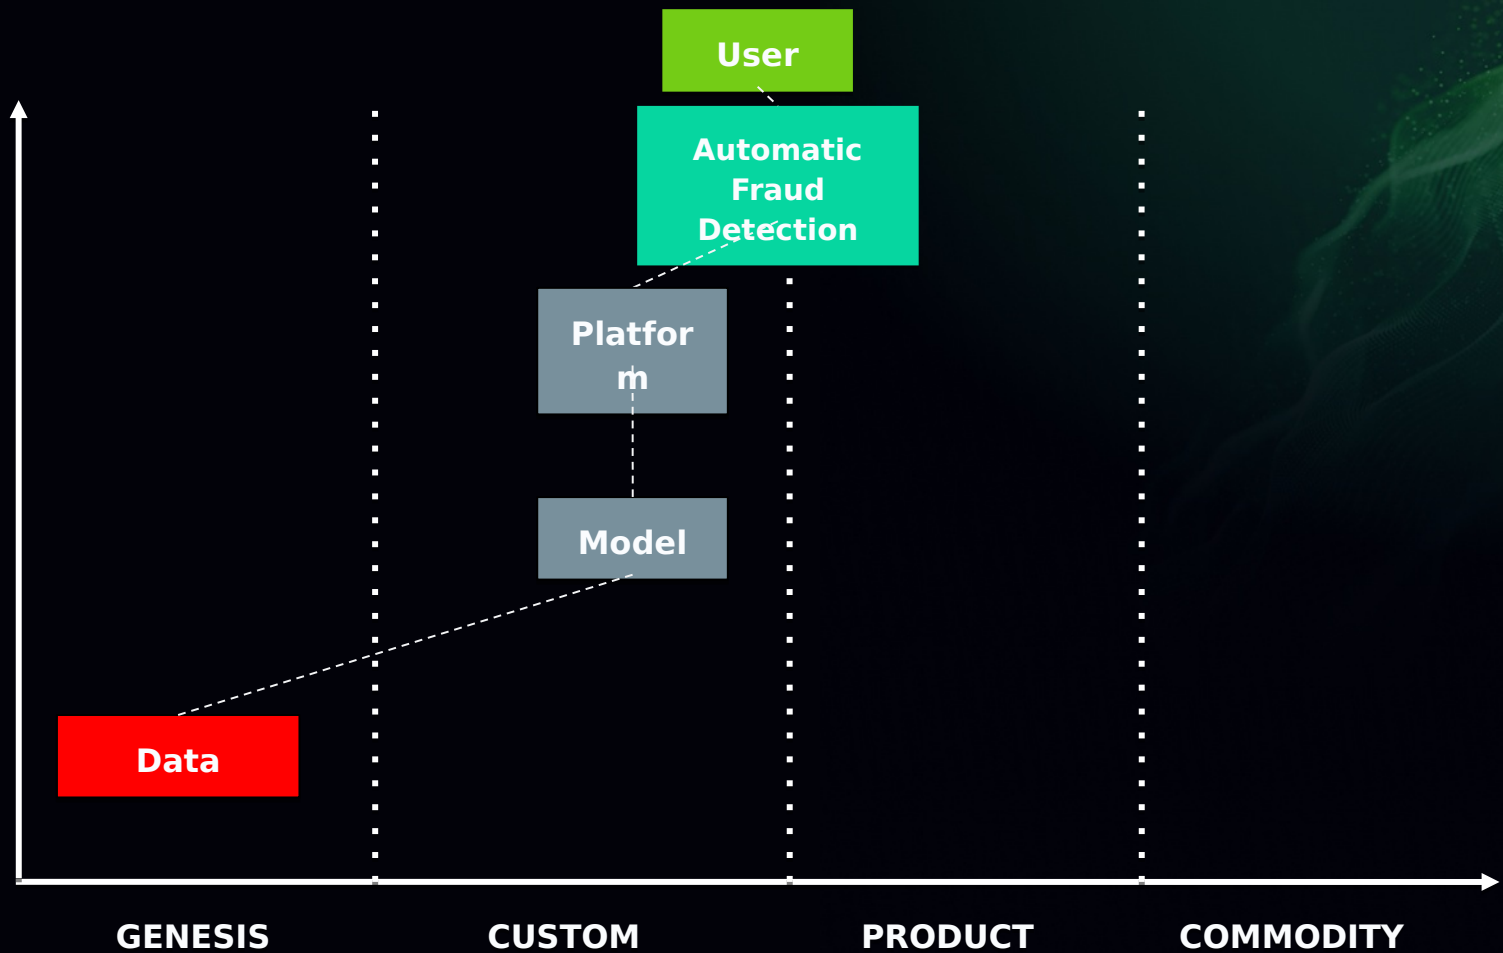 User
Automatic
Fraud
Detection
Platfor
m
Model
Data
GENESIS
CUSTOM
PRODUCT
COMMODITY